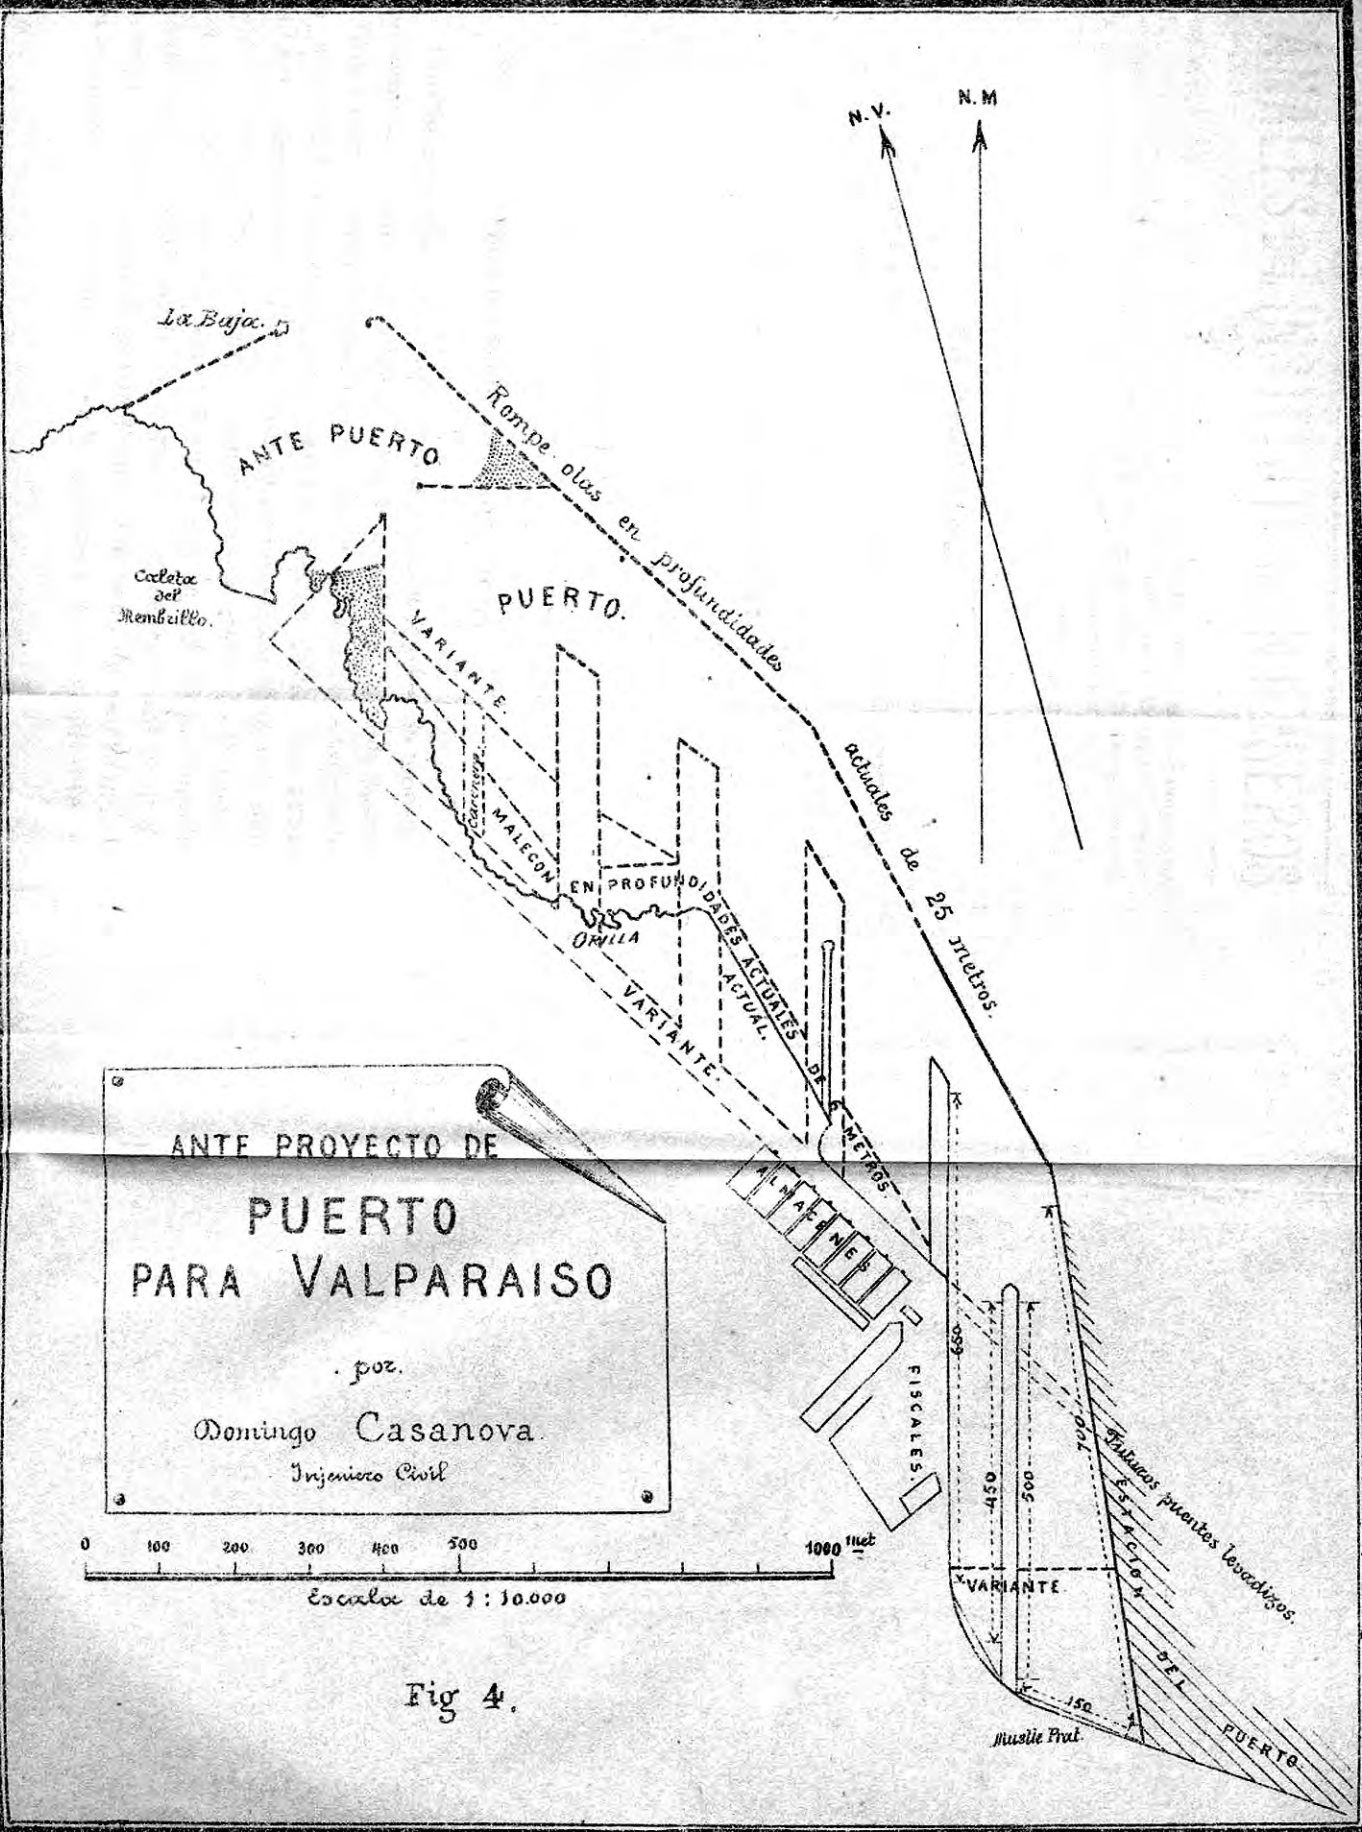 N.V.
N.M
La Baja.
ANTE PUERTO
Rompe olas en profundidades actuales de 25 metros.
Caleta
del
Membrillo.
PUERTO.
VARIANTE.
MALECON EN PROFUNDIDADES ACTUALES DE 6 METROS
ORILLA
ACTUAL.
VARIANTE.
ALMACENES
FISCALES.
ANTE PROYECTO DE
PUERTO
PARA VALPARAISO
por.
Domingo Casanova.
Injeniero Civil
650
450
500
700
Futuros puentes levadizos.
ESTACION DEL PUERTO
VARIANTE.
150
Muelle Prat.
0 100 200 300 400 500 1000 met
Escala de 1:10.000
Fig 4.